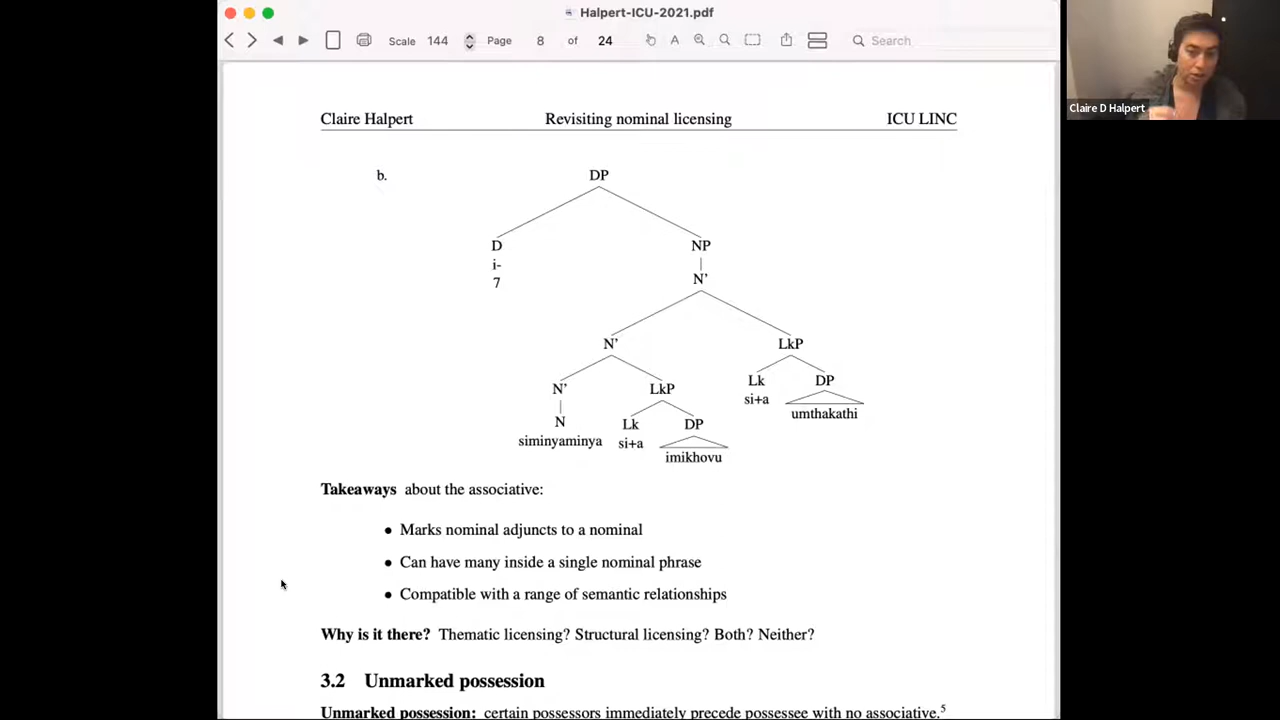 Halpert-ICU-2021.pdf
Scale 144 Page 8 of 24 A Search
Claire D Halpert
Claire Halpert Revisiting nominal licensing ICU LINC
b. DP
D NP
i-
7 N'
N' LkP
N' LkP Lk DP
si+a umthakathi
N Lk DP
siminyaminya si+a imikhovu
Takeaways about the associative:
• Marks nominal adjuncts to a nominal
• Can have many inside a single nominal phrase
• Compatible with a range of semantic relationships
Why is it there? Thematic licensing? Structural licensing? Both? Neither?
3.2 Unmarked possession
Unmarked possession: certain possessors immediately precede possessee with no associative.5